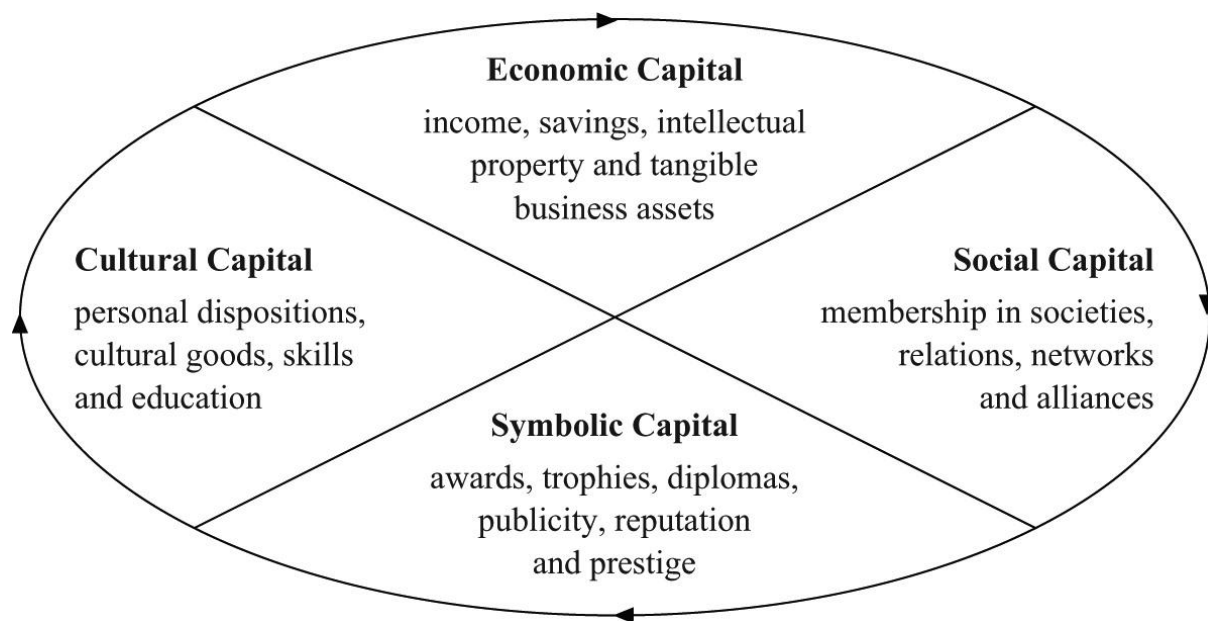 Economic Capital
income, savings, intellectual
property and tangible
business assets
Cultural Capital
personal dispositions,
cultural goods, skills
and education
Social Capital
membership in societies,
relations, networks
and alliances
Symbolic Capital
awards, trophies, diplomas,
publicity, reputation
and prestige